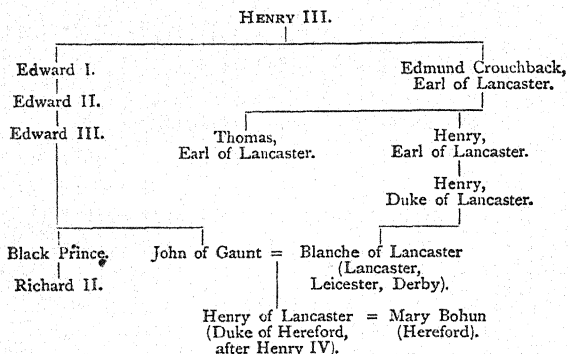 HENRY III.
Edward I.
Edmund Crouchback,
Earl of Lancaster.
Edward II.
Edward III.
Thomas,
Earl of Lancaster.
Henry,
Earl of Lancaster.
Henry,
Duke of Lancaster.
Black Prince.
John of Gaunt = Blanche of Lancaster
(Lancaster,
Leicester, Derby).
Richard II.
Henry of Lancaster = Mary Bohun
(Duke of Hereford, (Hereford).
after Henry IV).